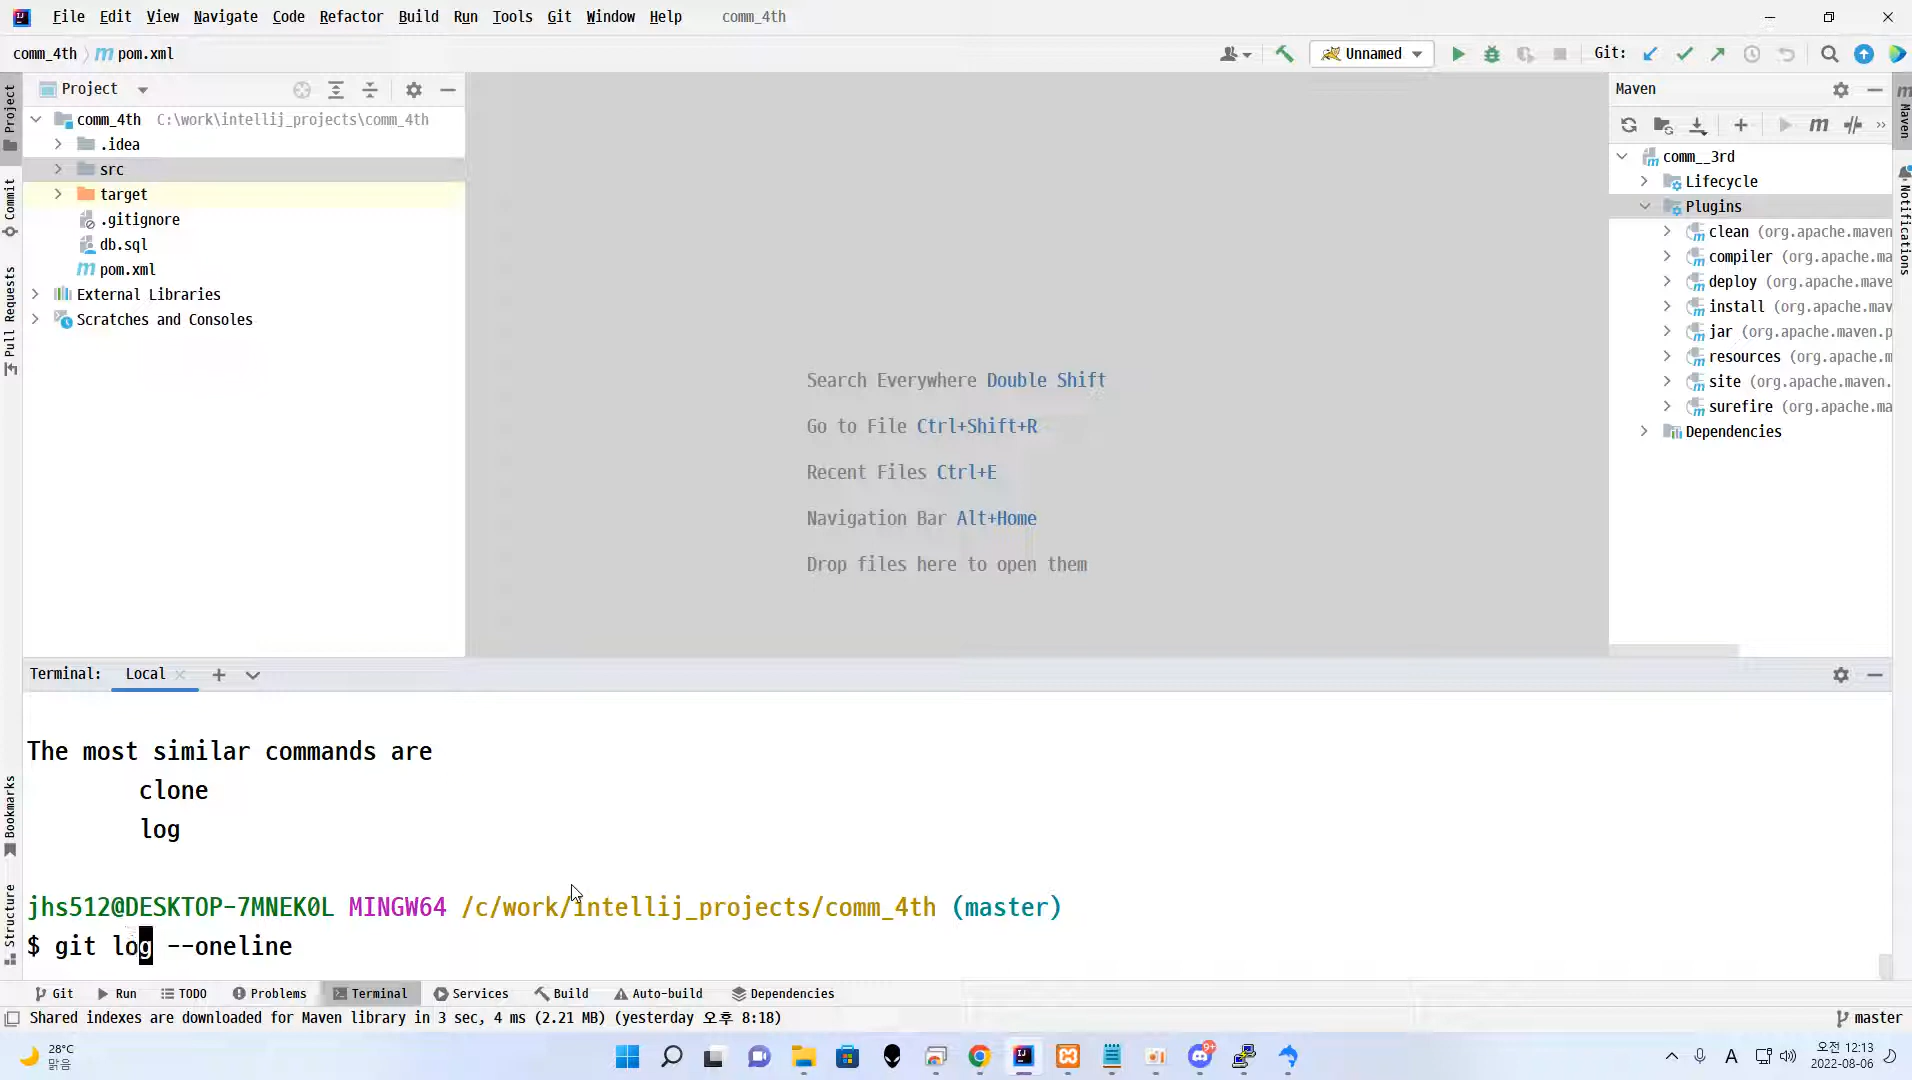 File Edit View Navigate Code Refactor Build Run Tools Git Window Help comm_4th
comm_4th pom.xml
Unnamed
Git:
Project
comm_4th C:\work\intellij_projects\comm_4th
.idea
src
target
.gitignore
db.sql
pom.xml
External Libraries
Scratches and Consoles
Project
Commit
Pull Requests
Bookmarks
Structure
Search Everywhere Double Shift
Go to File Ctrl+Shift+R
Recent Files Ctrl+E
Navigation Bar Alt+Home
Drop files here to open them
Maven
comm__3rd
Lifecycle
Plugins
clean (org.apache.maven
compiler (org.apache.ma
deploy (org.apache.mave
install (org.apache.mav
jar (org.apache.maven.p
resources (org.apache.m
site (org.apache.maven.
surefire (org.apache.ma
Dependencies
Maven
Notifications
Terminal: Local
The most similar commands are
clone
log
jhs512@DESKTOP-7MNEK0L MINGW64 /c/work/intellij_projects/comm_4th (master)
$ git log --oneline
Git Run TODO Problems Terminal Services Build Auto-build Dependencies
Shared indexes are downloaded for Maven library in 3 sec, 4 ms (2.21 MB) (yesterday 오후 8:18)
master
28°C
맑음
9+
A
오전 12:13
2022-08-06